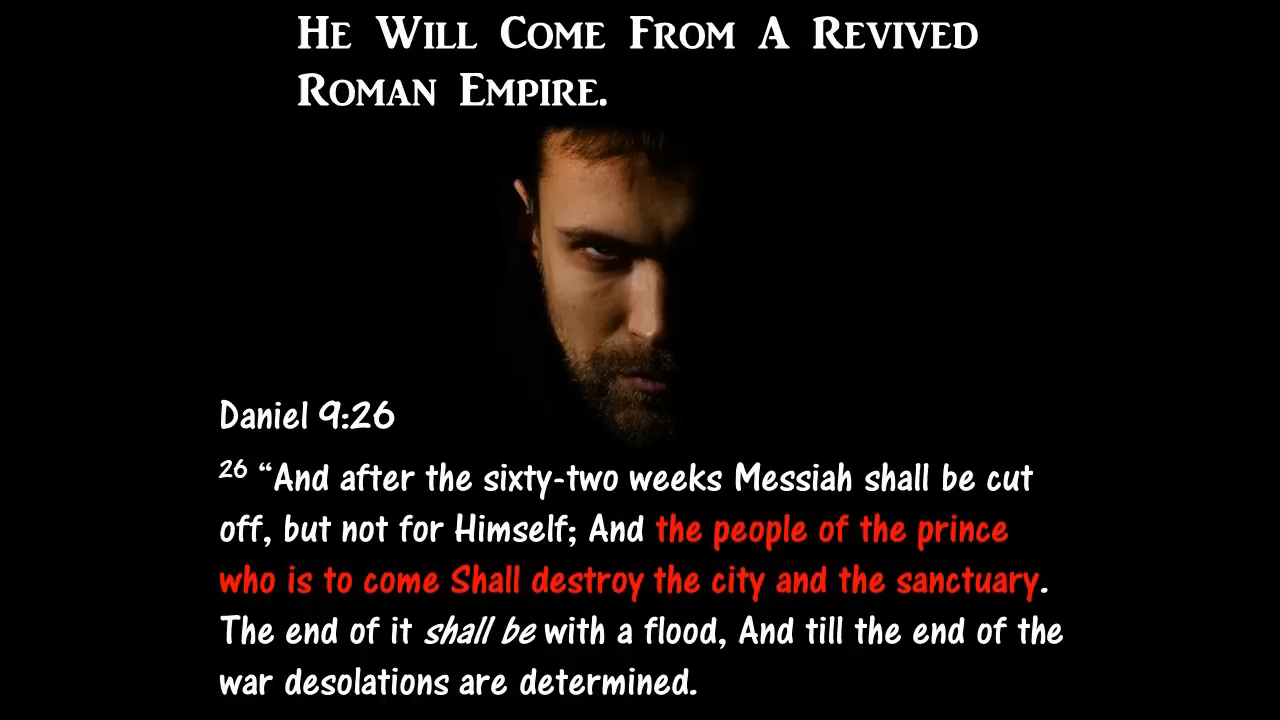 He Will Come From A Revived
Roman Empire.
Daniel 9:26
26 “And after the sixty-two weeks Messiah shall be cut
off, but not for Himself; And the people of the prince
who is to come Shall destroy the city and the sanctuary.
The end of it shall be with a flood, And till the end of the
war desolations are determined.